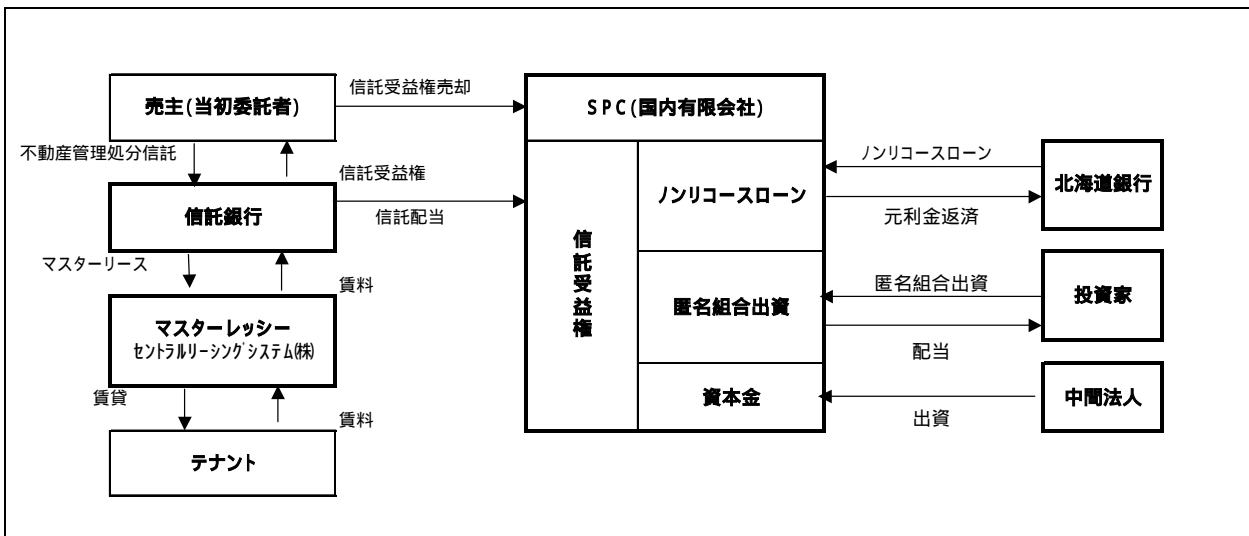 売主(当初委託者)
信託受益権売却
不動産管理処分信託
信託受益権
信託銀行
信託配当
マスターリース
賃料
マスターレッシー
セントラルリーシングシステム(株)
賃貸
賃料
テナント
SPC(国内有限会社)
信託受益権
ノンリコースローン
匿名組合出資
資本金
ノンリコースローン
元利金返済
北海道銀行
匿名組合出資
配当
投資家
出資
中間法人